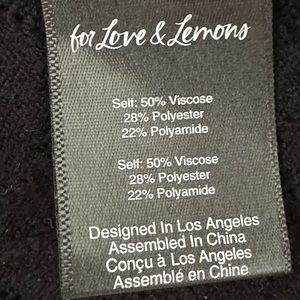 for Love & Lemons
Self: 50% Viscose
28% Polyester
22% Polyamide
Self: 50% Viscose
28% Polyester
22% Polyamide
Designed In Los Angeles
Assembled In China
Conçu à Los Angeles
Assemblé en Chine